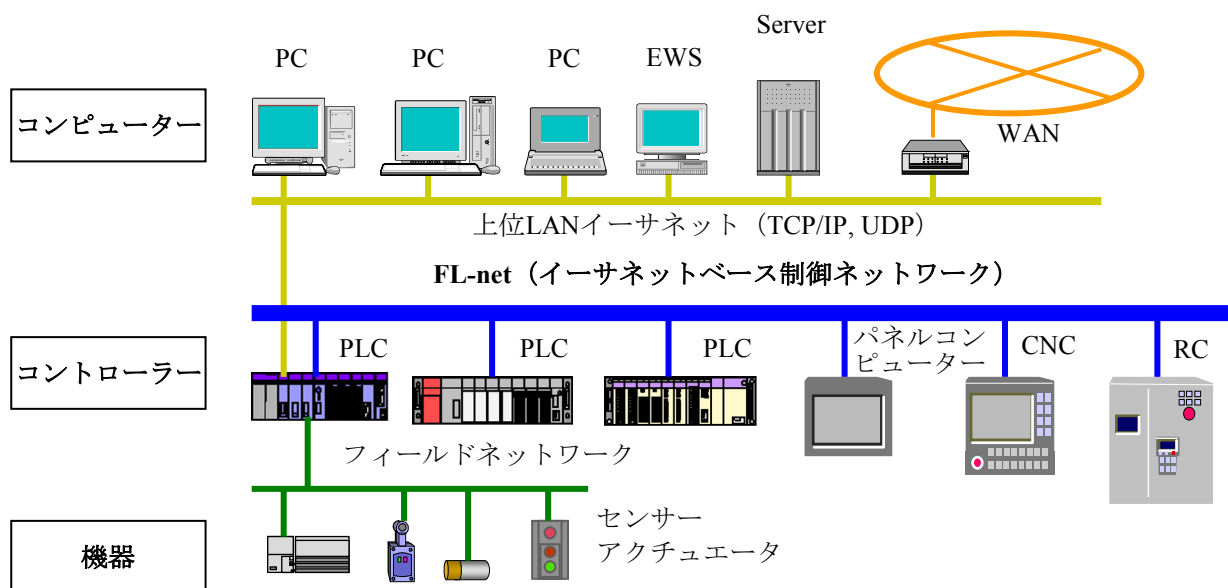 Server
PC
PC
PC
EWS
コンピューター
WAN
上位LANイーサネット（TCP/IP, UDP）
FL-net（イーサネットベース制御ネットワーク）
コントローラー
PLC
PLC
PLC
パネルコン
ピューター
CNC
RC
フィールドネットワーク
機器
センサー
アクチュエータ